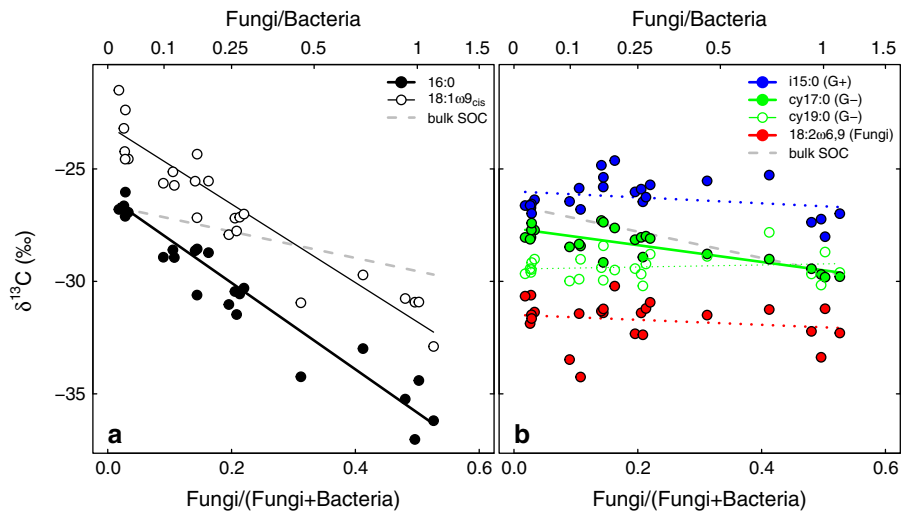 Fungi/Bacteria
0 0.1 0.25 0.5 1 1.5
16:0
18:1ω9cis
bulk SOC
δ13C (‰)
−25
−30
−35
a
0.0 0.2 0.4 0.6
Fungi/(Fungi+Bacteria)
Fungi/Bacteria
0 0.1 0.25 0.5 1 1.5
i15:0 (G+)
cy17:0 (G−)
cy19:0 (G−)
18:2ω6,9 (Fungi)
bulk SOC
b
0.0 0.2 0.4 0.6
Fungi/(Fungi+Bacteria)